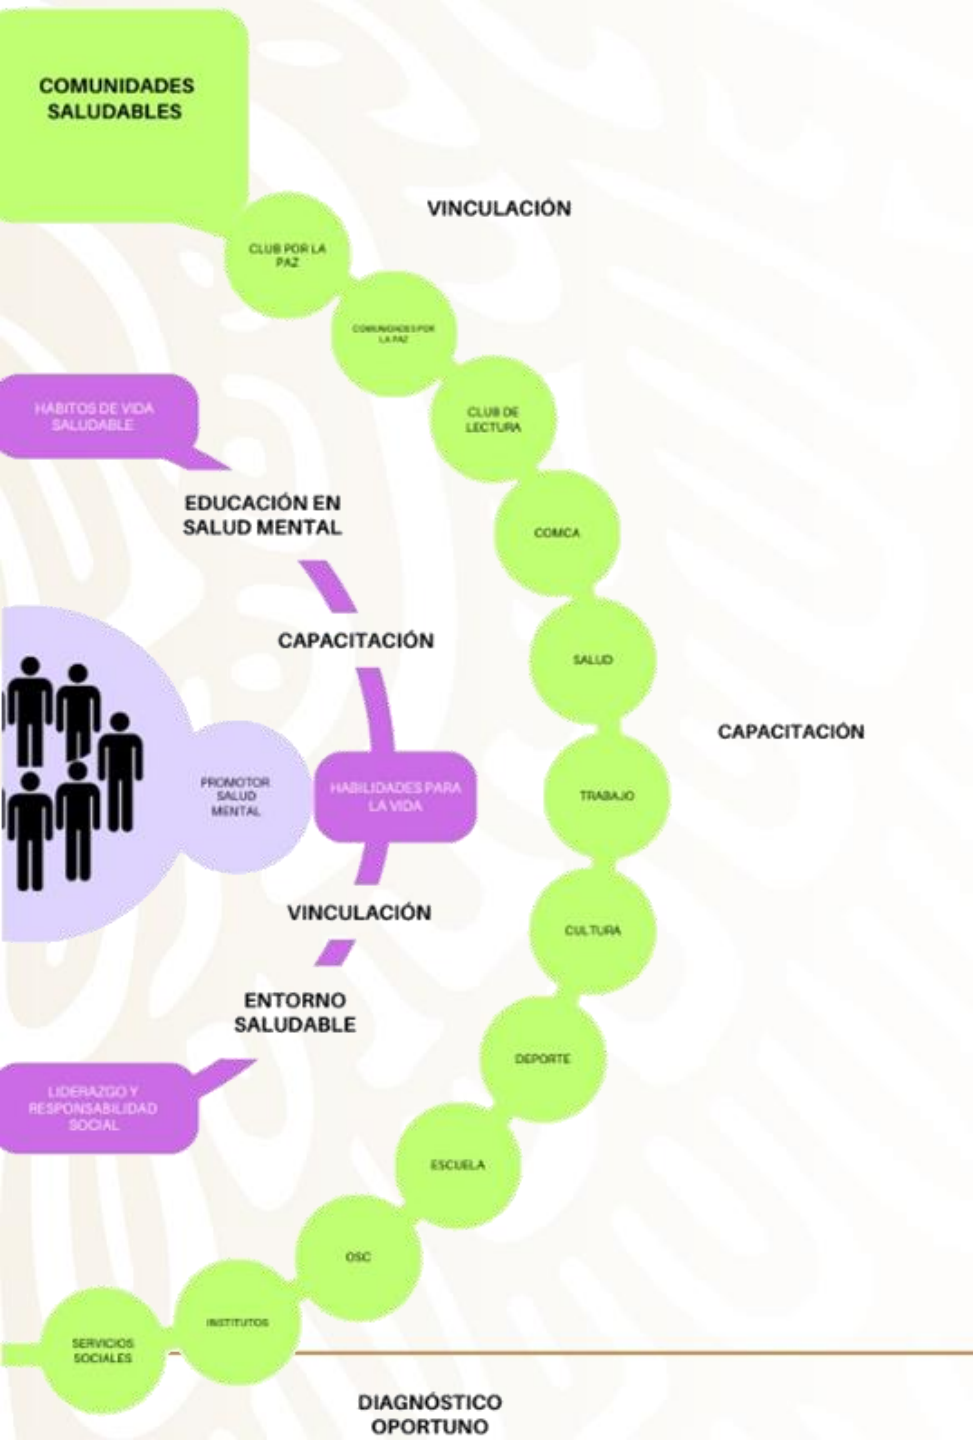 COMUNIDADES
SALUDABLES
VINCULACIÓN
CLUB POR LA
PAZ
COMUNIDADES POR
LA PAZ
HABITOS DE VIDA
SALUDABLE
CLUB DE
LECTURA
EDUCACIÓN EN
SALUD MENTAL
COMCA
CAPACITACIÓN
SALUD
CAPACITACIÓN
PROMOTOR
SALUD
MENTAL
HABILIDADES PARA
LA VIDA
TRABAJO
VINCULACIÓN
CULTURA
ENTORNO
SALUDABLE
DEPORTE
LIDERAZGO Y
RESPONSABILIDAD
SOCIAL
ESCUELA
OSC
INSTITUTOS
SERVICIOS
SOCIALES
DIAGNÓSTICO
OPORTUNO